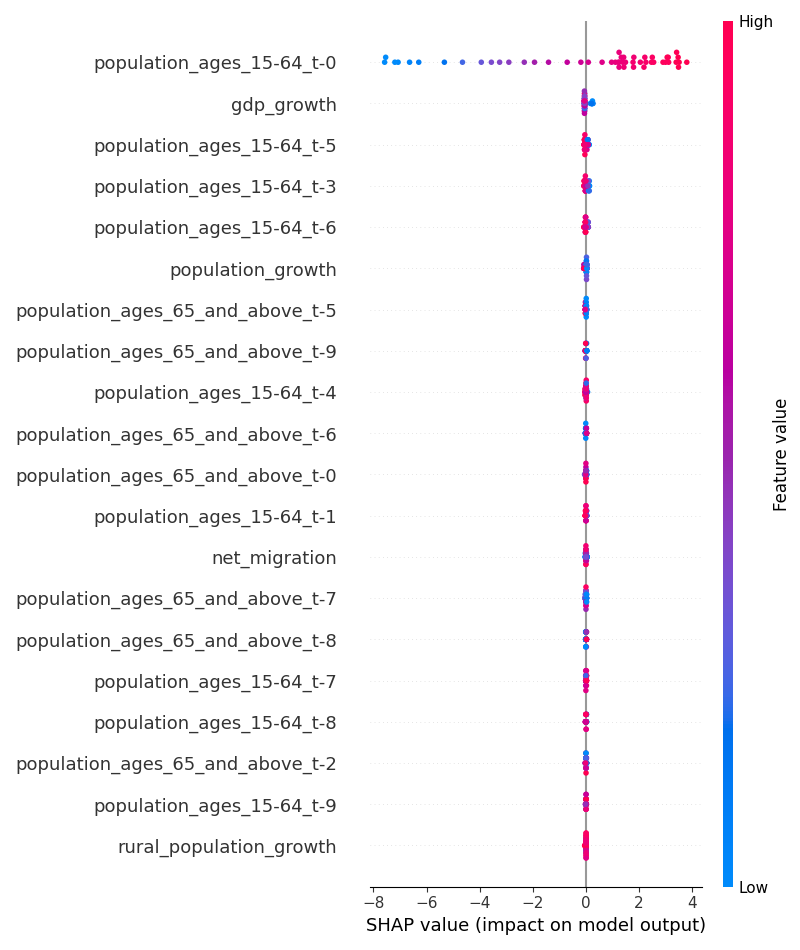 High
population_ages_15-64_t-0
gdp_growth
population_ages_15-64_t-5
population_ages_15-64_t-3
population_ages_15-64_t-6
population_growth
population_ages_65_and_above_t-5
population_ages_65_and_above_t-9
population_ages_15-64_t-4
population_ages_65_and_above_t-6
population_ages_65_and_above_t-0
population_ages_15-64_t-1
net_migration
population_ages_65_and_above_t-7
population_ages_65_and_above_t-8
population_ages_15-64_t-7
population_ages_15-64_t-8
population_ages_65_and_above_t-2
population_ages_15-64_t-9
rural_population_growth
Feature value
Low
−8 −6 −4 −2 0 2 4
SHAP value (impact on model output)